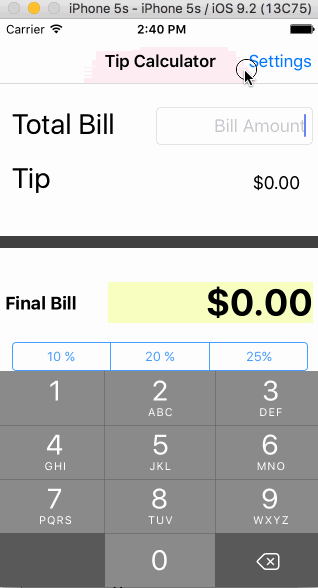 iPhone 5s - iPhone 5s / iOS 9.2 (13C75)
Carrier 2:40 PM
Tip Calculator Settings
Total Bill Bill Amount
Tip $0.00
Final Bill $0.00
10 % 20 % 25%
1 2 3
ABC DEF
4 5 6
GHI JKL MNO
7 8 9
PQRS TUV WXYZ
0